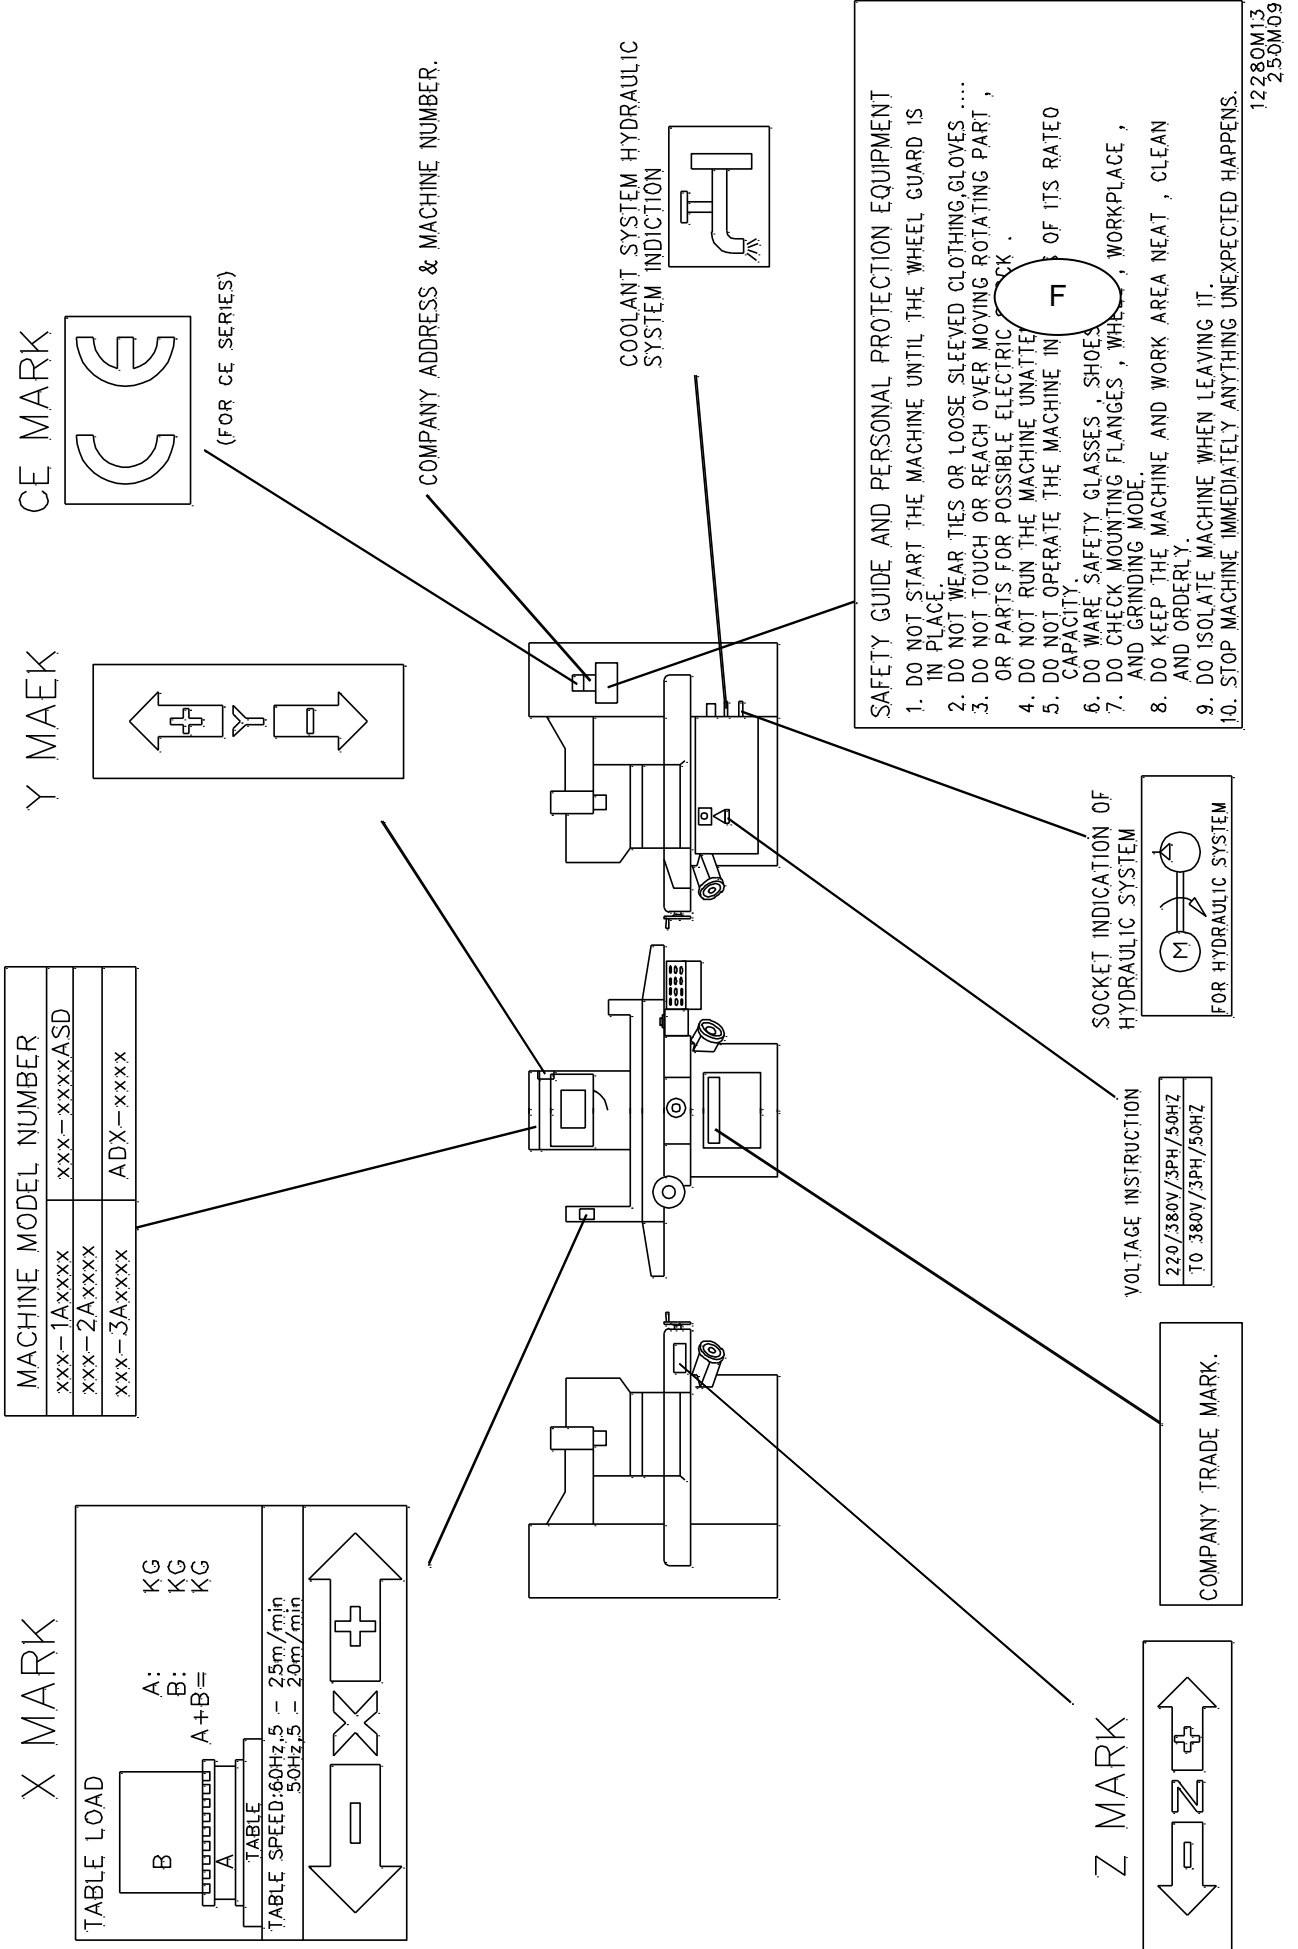 X MARK
TABLE LOAD
B
A
TABLE
A: KG
B: KG
A+B= KG
TABLE SPEED:60Hz,5 - 25m/min
50Hz,5 - 20m/min
- X +
MACHINE MODEL NUMBER
xxx-1Axxxx xxx-xxxxASD
xxx-2Axxxx
xxx-3Axxxx ADX-xxxx
Y MAEK
+
Y
-
CE MARK
CE
(FOR CE SERIES)
COMPANY ADDRESS & MACHINE NUMBER.
COOLANT SYSTEM HYDRAULIC
SYSTEM INDICTION
Z MARK
- Z +
COMPANY TRADE MARK.
VOLTAGE INSTRUCTION
220/380V/3PH/50HZ
TO 380V/3PH/50HZ
SOCKET INDICATION OF
HYDRAULIC SYSTEM
M
FOR HYDRAULIC SYSTEM
SAFETY GUIDE AND PERSONAL PROTECTION EQUIPMENT
1. DO NOT START THE MACHINE UNTIL THE WHEEL GUARD IS
IN PLACE.
2. DO NOT WEAR TIES OR LOOSE SLEEVED CLOTHING,GLOVES ....
3. DO NOT TOUCH OR REACH OVER MOVING ROTATING PART ,
OR PARTS FOR POSSIBLE ELECTRIC .
4. DO NOT RUN THE MACHINE
5. DO NOT OPERATE THE MACHINE IN OF ITS RATEO
CAPACITY.
6. DO WARE SAFETY GLASSES , SHOES
7. DO CHECK MOUNTING FLANGES , , WORKPLACE ,
AND GRINDING MODE.
8. DO KEEP THE MACHINE AND WORK AREA NEAT , CLEAN
AND ORDERLY.
9. DO ISOLATE MACHINE WHEN LEAVING IT.
10. STOP MACHINE IMMEDIATELY ANYTHING UNEXPECTED HAPPENS.
F
12280M13
250M09